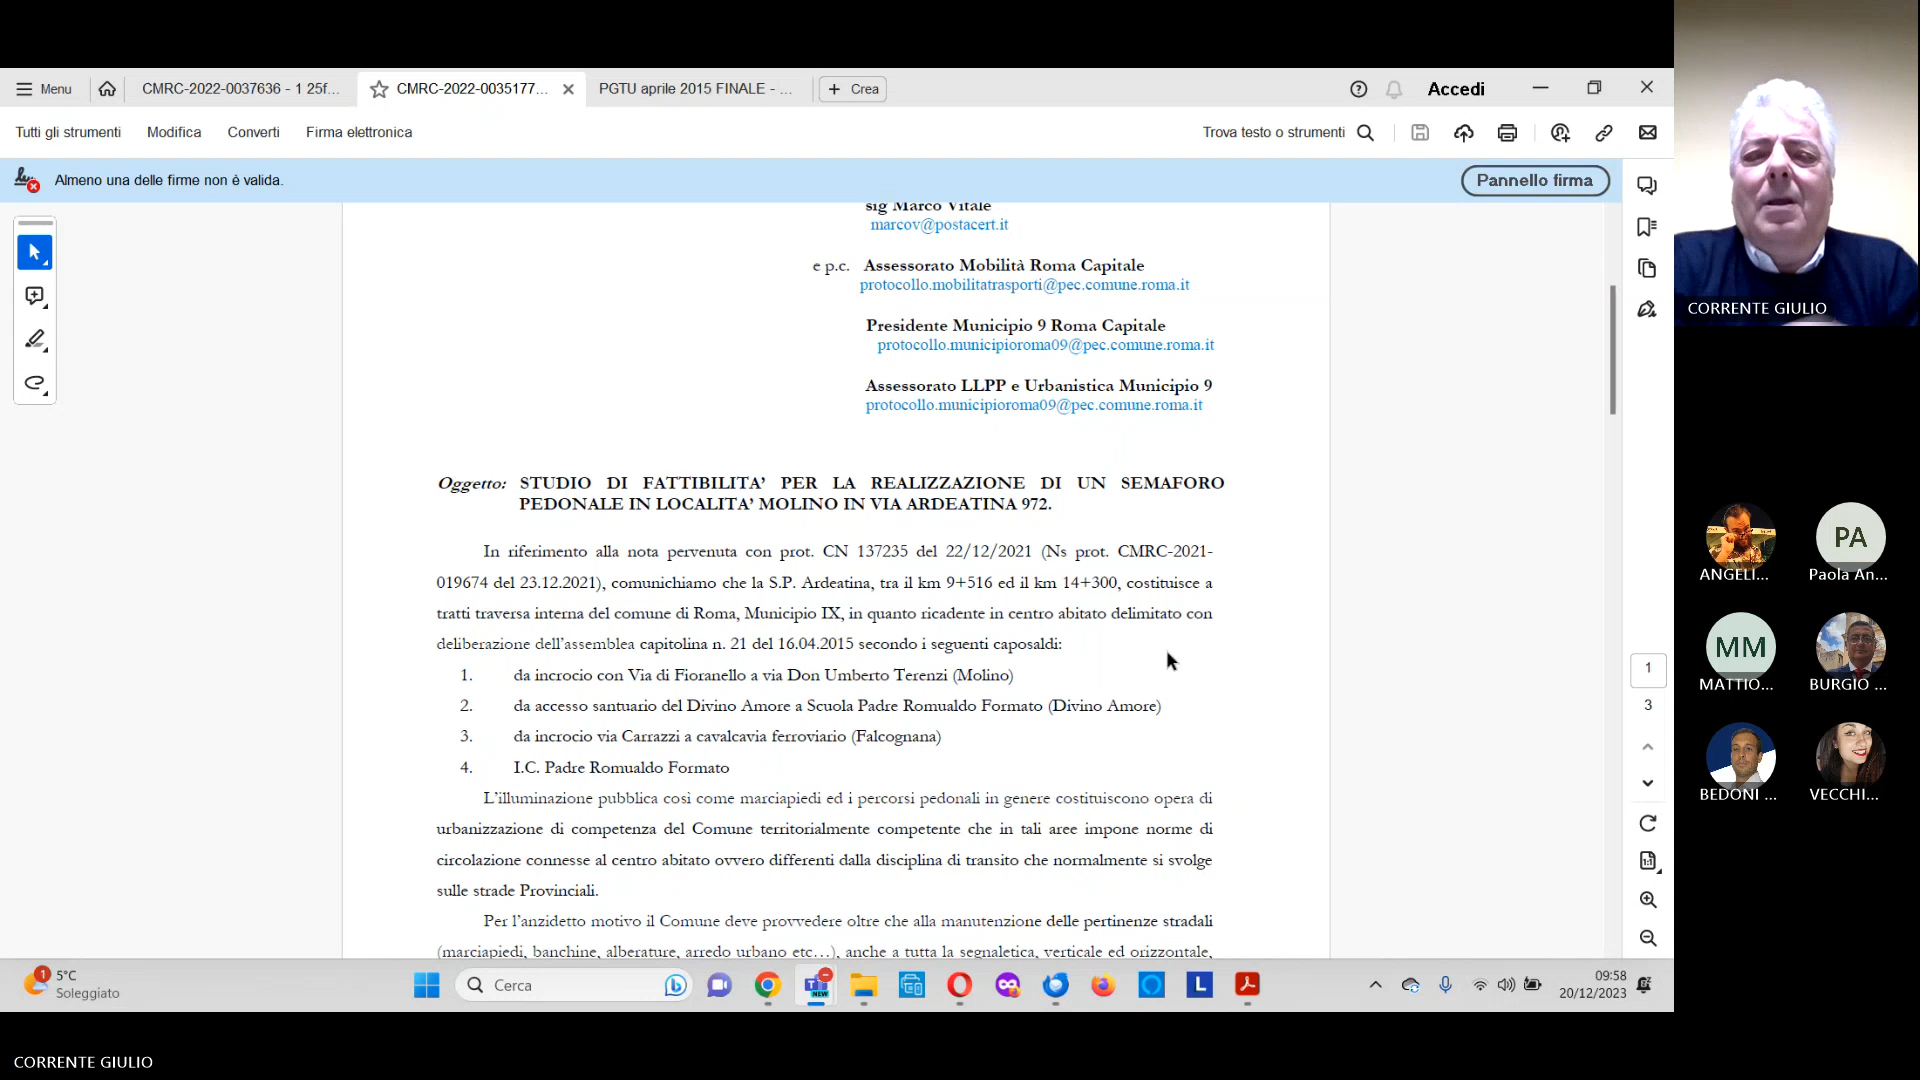 Menu
CMRC-2022-0037636 - 1 25f...
CMRC-2022-0035177...
PGTU aprile 2015 FINALE - ...
+ Crea
Accedi
Tutti gli strumenti
Modifica
Converti
Firma elettronica
Trova testo o strumenti
Almeno una delle firme non è valida.
Pannello firma
sig Marco Vitale
marcov@postacert.it
e p.c. Assessorato Mobilità Roma Capitale
protocollo.mobilitatrasporti@pec.comune.roma.it
Presidente Municipio 9 Roma Capitale
protocollo.municipioroma09@pec.comune.roma.it
Assessorato LLPP e Urbanistica Municipio 9
protocollo.municipioroma09@pec.comune.roma.it
Oggetto: STUDIO DI FATTIBILITA’ PER LA REALIZZAZIONE DI UN SEMAFORO
PEDONALE IN LOCALITA’ MOLINO IN VIA ARDEATINA 972.
In riferimento alla nota pervenuta con prot. CN 137235 del 22/12/2021 (Ns prot. CMRC-2021-
019674 del 23.12.2021), comunichiamo che la S.P. Ardeatina, tra il km 9+516 ed il km 14+300, costituisce a
tratti traversa interna del comune di Roma, Municipio IX, in quanto ricadente in centro abitato delimitato con
deliberazione dell’assemblea capitolina n. 21 del 16.04.2015 secondo i seguenti caposaldi:
1. da incrocio con Via di Fioranello a via Don Umberto Terenzi (Molino)
2. da accesso santuario del Divino Amore a Scuola Padre Romualdo Formato (Divino Amore)
3. da incrocio via Carrazzi a cavalcavia ferroviario (Falcognana)
4. I.C. Padre Romualdo Formato
L’illuminazione pubblica così come marciapiedi ed i percorsi pedonali in genere costituiscono opera di
urbanizzazione di competenza del Comune territorialmente competente che in tali aree impone norme di
circolazione connesse al centro abitato ovvero differenti dalla disciplina di transito che normalmente si svolge
sulle strade Provinciali.
Per l’anzidetto motivo il Comune deve provvedere oltre che alla manutenzione delle pertinenze stradali
(marciapiedi, banchine, alberature, arredo urbano etc…), anche a tutta la segnaletica, verticale ed orizzontale,
1
3
CORRENTE GIULIO
PA
ANGELI...
Paola An...
MM
MATTIO...
BURGIO ...
BEDONI ...
VECCHI...
1
5°C
Soleggiato
Cerca
NEW
L
09:58
20/12/2023
CORRENTE GIULIO